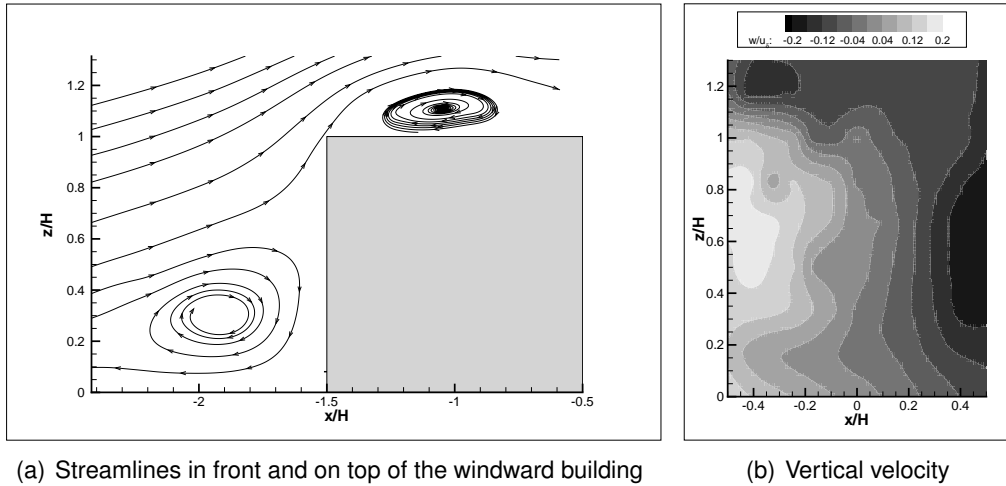 z/H
1.2
1
0.8
0.6
0.4
0.2
0
-2
-1.5
-1
-0.5
x/H
w/u
-0.2 -0.12 -0.04 0.04 0.12 0.2
z/H
1.2
1
0.8
0.6
0.4
0.2
0
-0.4 -0.2 0 0.2 0.4
x/H
(a) Streamlines in front and on top of the windward building
(b) Vertical velocity